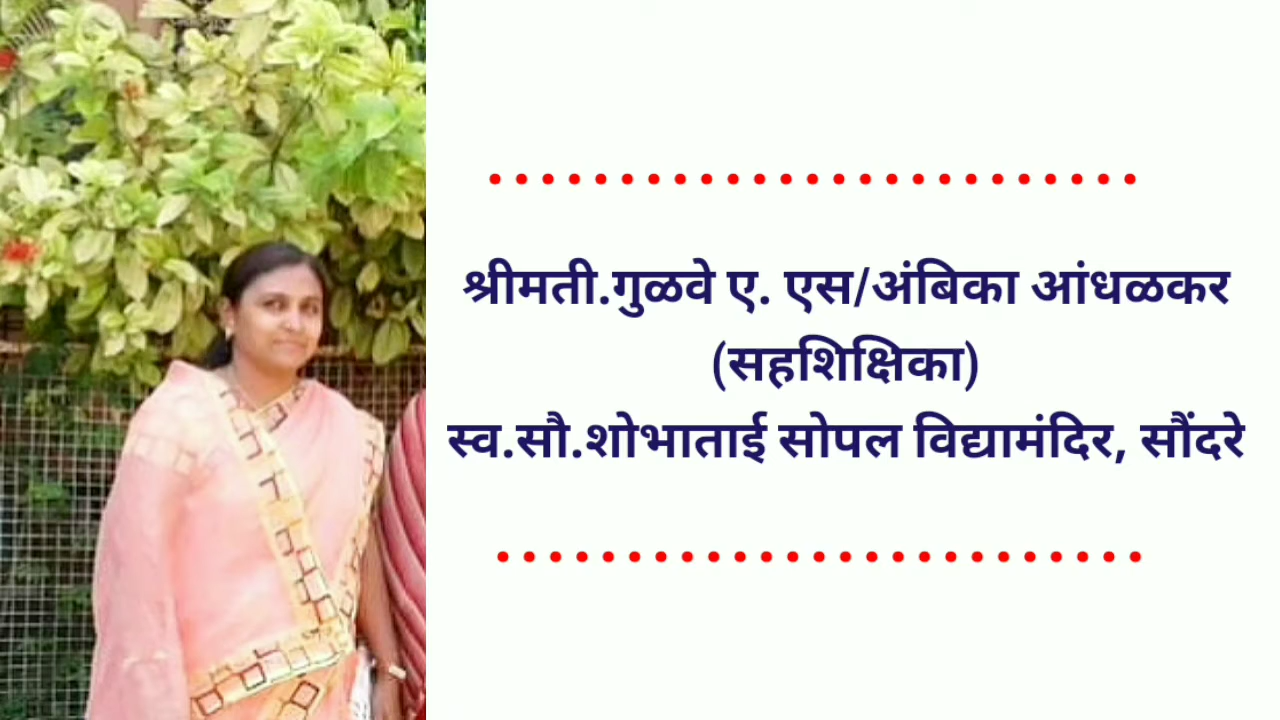 श्रीमती.गुळवे ए. एस/अंबिका आंधळकर
(सहशिक्षिका)
स्व.सौ.शोभाताई सोपल विद्यामंदिर, सौंदरे